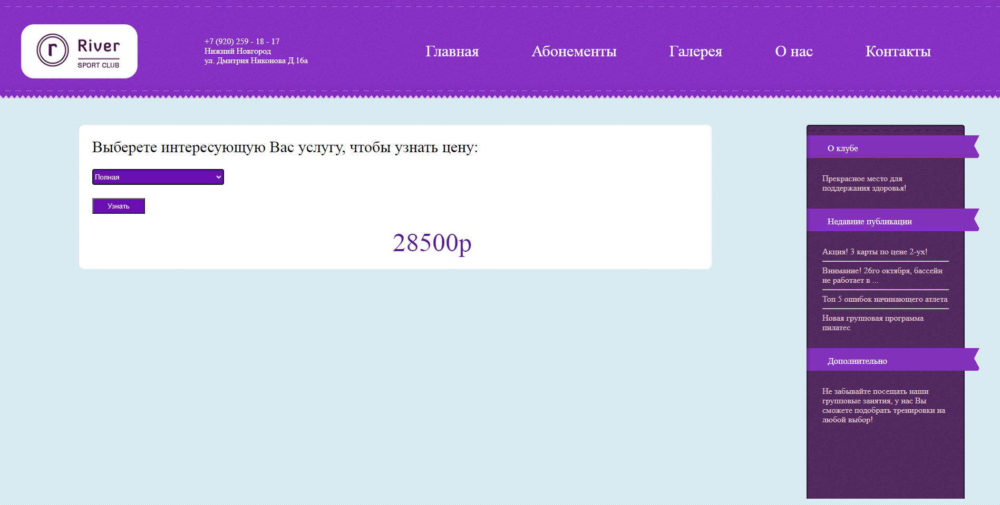 r River
SPORT CLUB
+7 (920) 259 - 18 - 17
Нижний Новгород
ул. Дмитрия Никонова Д.16а
Главная Абонементы Галерея О нас Контакты
Выберете интересующую Вас услугу, чтобы узнать цену:
Полная
Узнать
28500р
О клубе
Прекрасное место для
поддержания здоровья!
Недавние публикации
Акция! 3 карты по цене 2-ух!
Внимание! 26го октября, бассейн
не работает в ...
Топ 5 ошибок начинающего атлета
Новая групповая программа
пилатес
Дополнительно
Не забывайте посещать наши
групповые занятия, у нас Вы
сможете подобрать тренировки на
любой выбор!